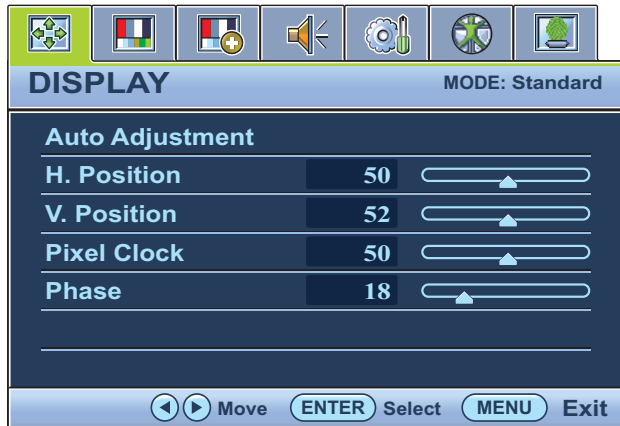 DISPLAY MODE: Standard
Auto Adjustment
H. Position 50
V. Position 52
Pixel Clock 50
Phase 18
Move ENTER Select MENU Exit